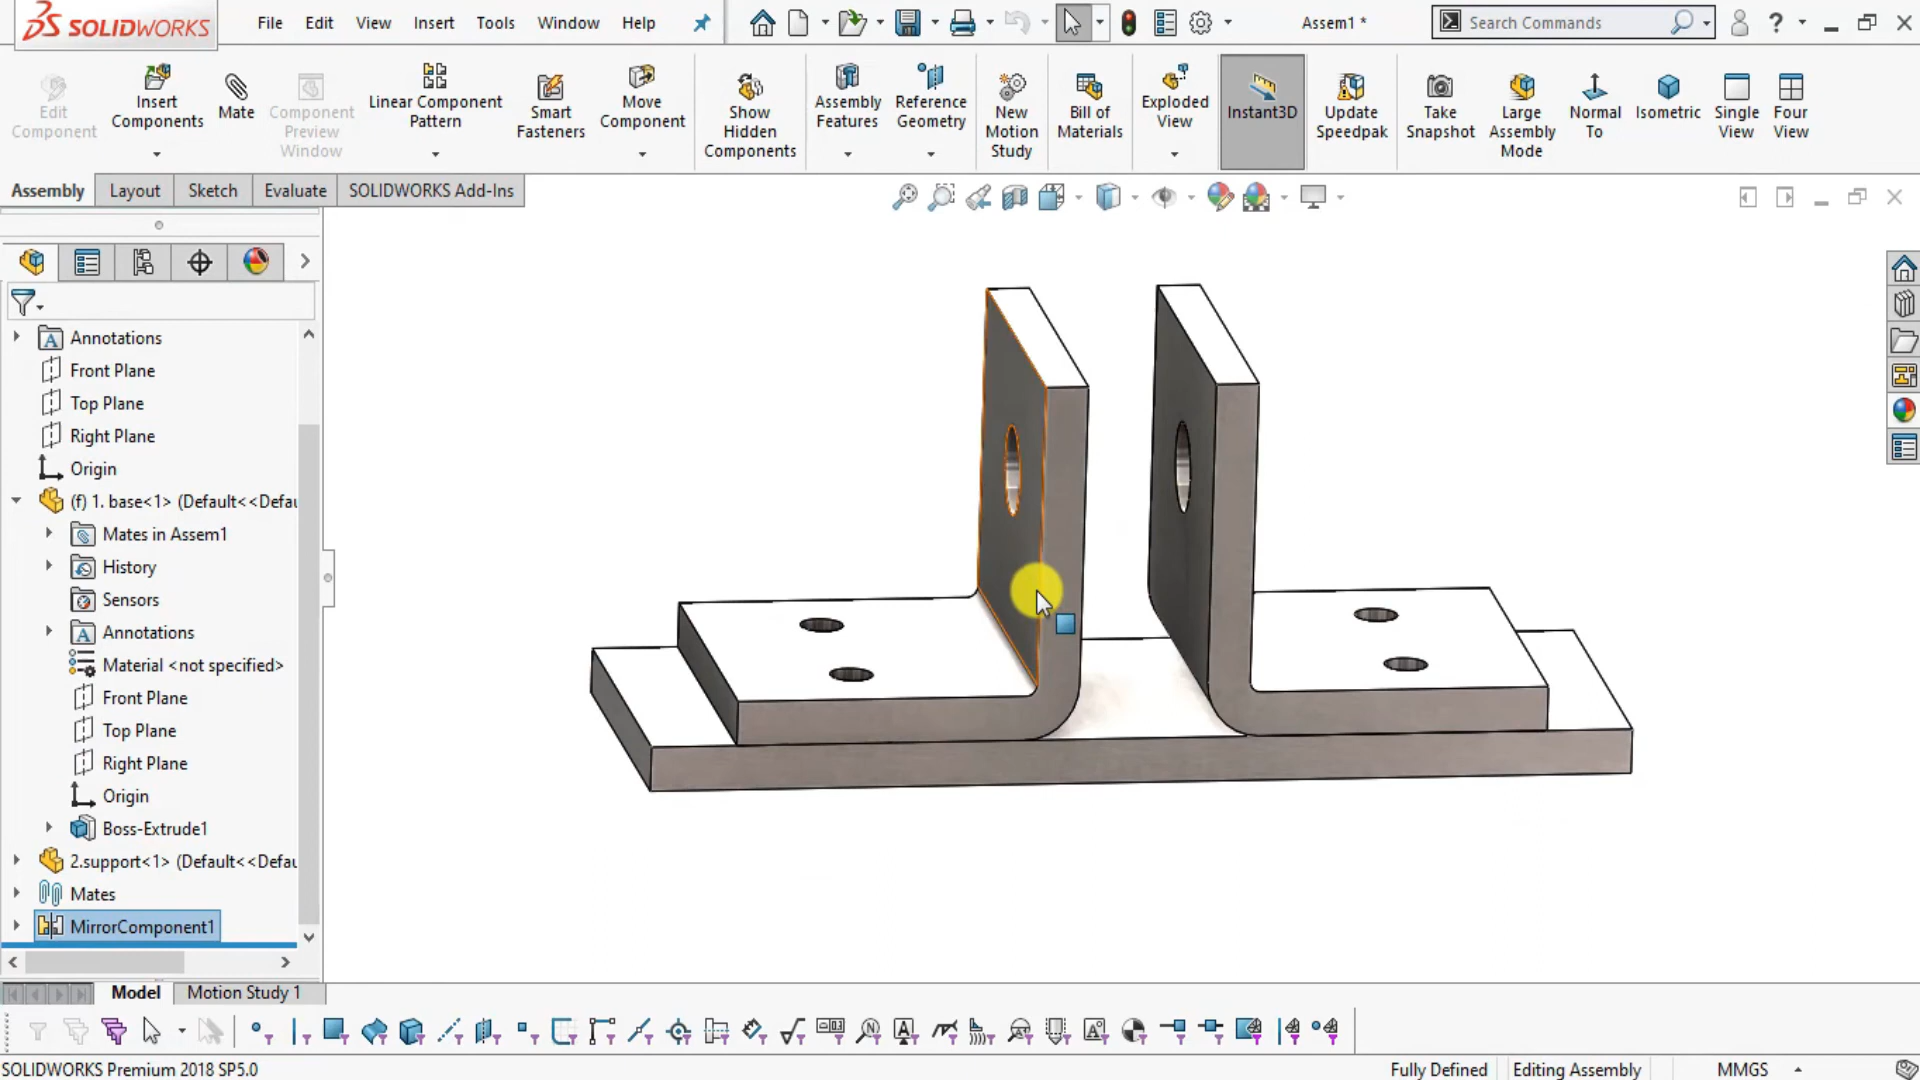 SOLIDWORKS
File
Edit
View
Insert
Tools
Window
Help
Assem1 *
Search Commands
Edit Component
Insert Components
Mate
Component Preview Window
Linear Component Pattern
Smart Fasteners
Move Component
Show Hidden Components
Assembly Features
Reference Geometry
New Motion Study
Bill of Materials
Exploded View
Instant3D
Update Speedpak
Take Snapshot
Large Assembly Mode
Normal To
Isometric
Single View
Four View
Assembly
Layout
Sketch
Evaluate
SOLIDWORKS Add-Ins
Annotations
Front Plane
Top Plane
Right Plane
Origin
(f) 1. base<1> (Default<<Defau
Mates in Assem1
History
Sensors
Annotations
Material <not specified>
Front Plane
Top Plane
Right Plane
Origin
Boss-Extrude1
2.support<1> (Default<<Defau
Mates
MirrorComponent1
Model
Motion Study 1
SOLIDWORKS Premium 2018 SP5.0
Fully Defined
Editing Assembly
MMGS